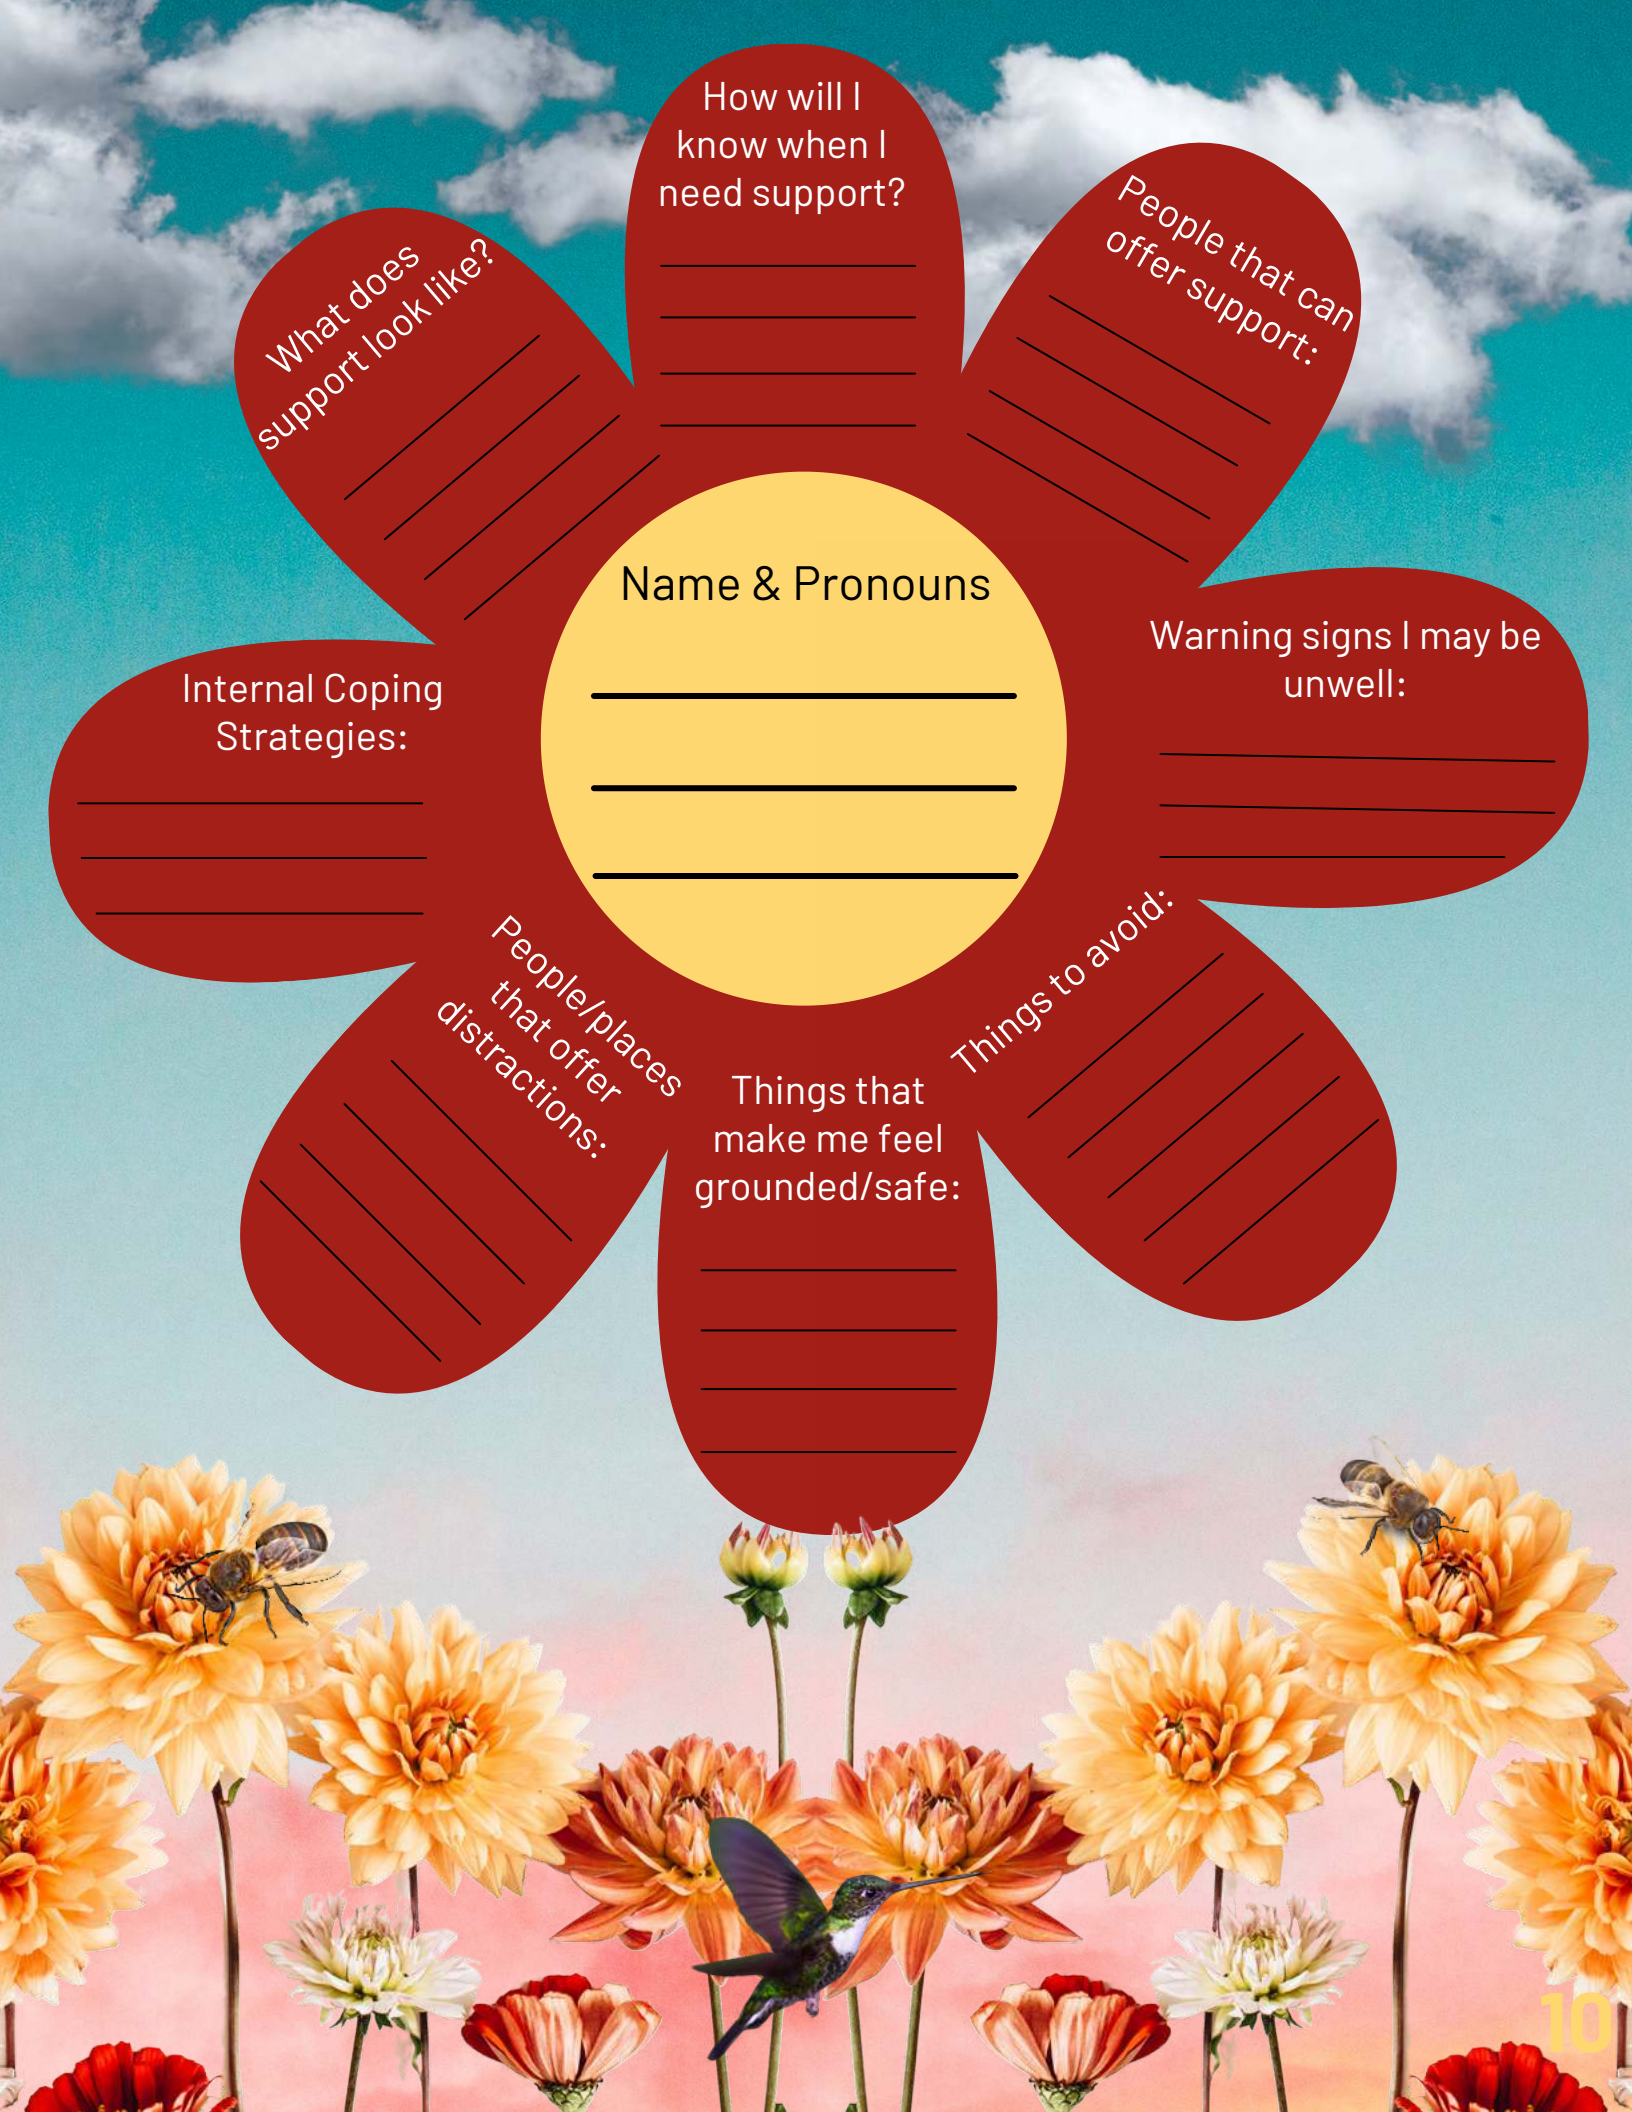 How will I
know when I
need support?
People that can
offer support:
Warning signs I may be
unwell:
Things to avoid:
Things that
make me feel
grounded/safe:
People/places
that offer
distractions:
Internal Coping
Strategies:
What does
support look like?
Name & Pronouns
10